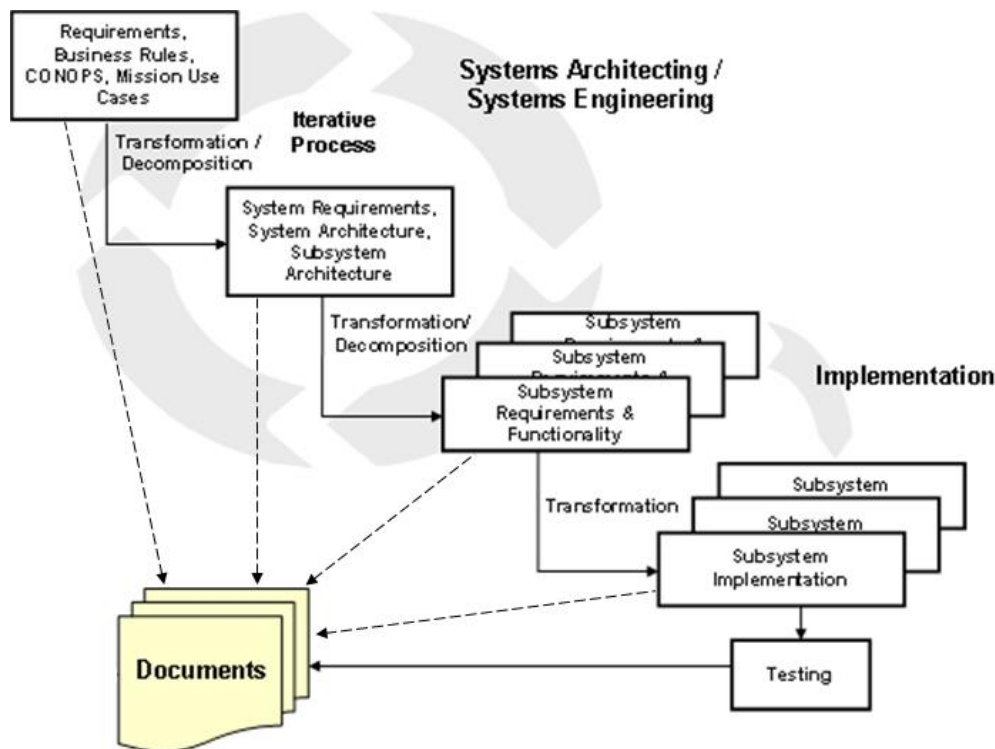 Requirements,
Business Rules,
CONOPS, Mission Use
Cases
Systems Architecting /
Systems Engineering
Iterative
Process
Transformation /
Decomposition
System Requirements,
System Architecture,
Subsystem
Architecture
Transformation/
Decomposition
Subsystem
Subsystem
Subsystem
Requirements &
Functionality
Implementation
Transformation
Subsystem
Subsystem
Subsystem
Implementation
Documents
Testing